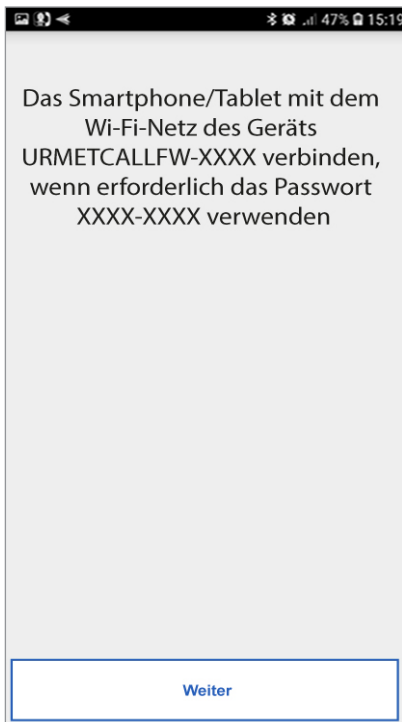 47% 15:19
Das Smartphone/Tablet mit dem
Wi-Fi-Netz des Geräts
URMETCALLFW-XXXX verbinden,
wenn erforderlich das Passwort
XXXX-XXXX verwenden
Weiter